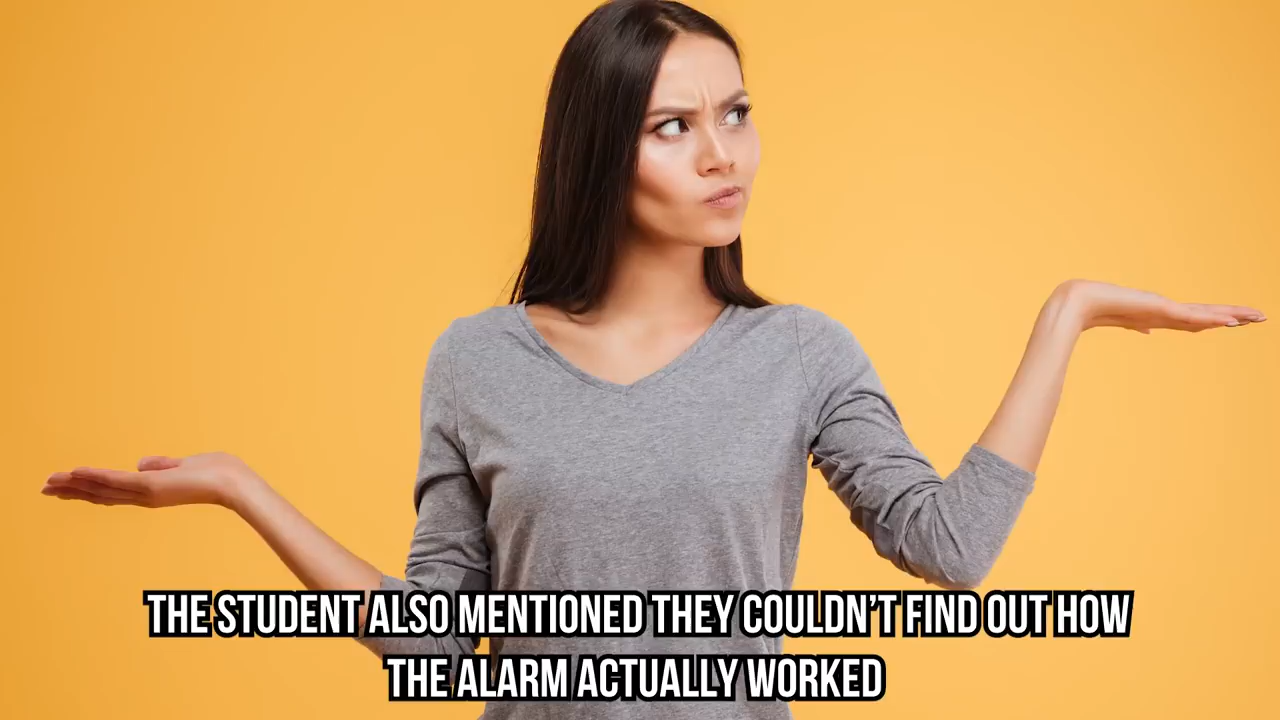 THE STUDENT ALSO MENTIONED THEY COULDN’T FIND OUT HOW
THE ALARM ACTUALLY WORKED